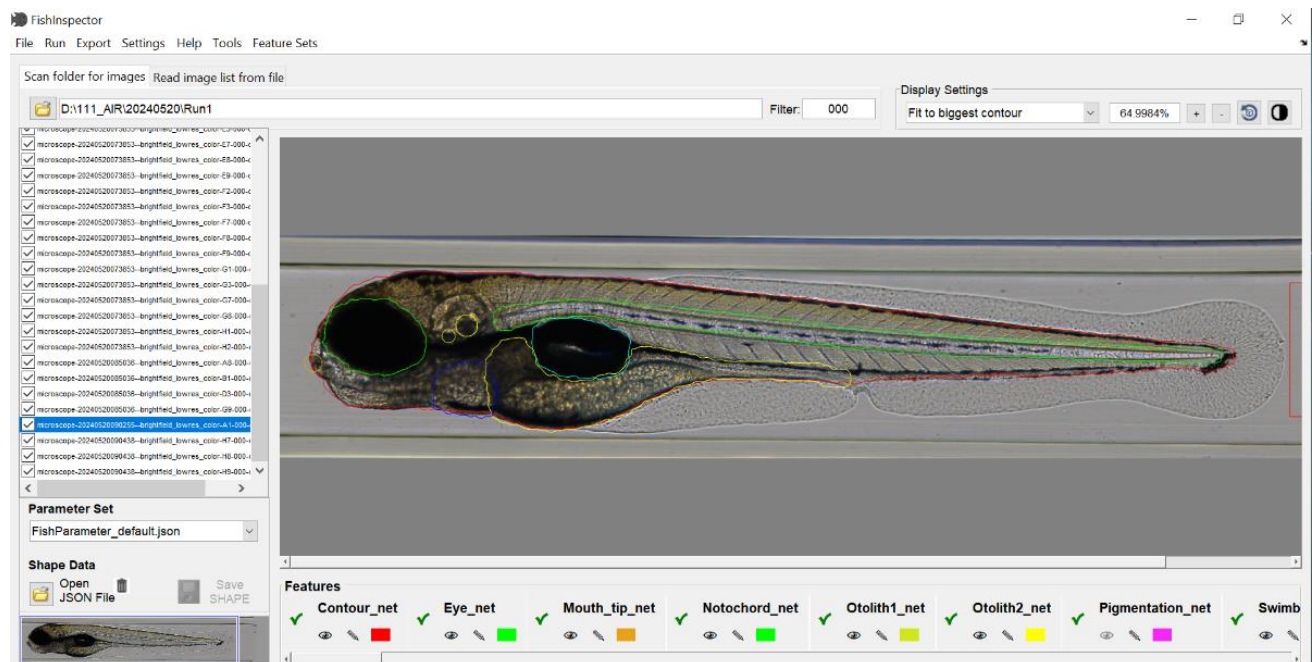 FishInspector
File Run Export Settings Help Tools Feature Sets
Scan folder for images Read image list from file
D:\111_AIR\20240520\Run1 Filter: 000
Display Settings
Fit to biggest contour 64.9984% + -
microscope-20240520073853--brightfield_lowres_color-E7-000-c
microscope-20240520073853--brightfield_lowres_color-E8-000-c
microscope-20240520073853--brightfield_lowres_color-E9-000-c
microscope-20240520073853--brightfield_lowres_color-F2-000-c
microscope-20240520073853--brightfield_lowres_color-F3-000-c
microscope-20240520073853--brightfield_lowres_color-F7-000-c
microscope-20240520073853--brightfield_lowres_color-F8-000-c
microscope-20240520073853--brightfield_lowres_color-F9-000-c
microscope-20240520073853--brightfield_lowres_color-G1-000-
microscope-20240520073853--brightfield_lowres_color-G3-000-
microscope-20240520073853--brightfield_lowres_color-G7-000-
microscope-20240520073853--brightfield_lowres_color-G8-000-
microscope-20240520073853--brightfield_lowres_color-H1-000-
microscope-20240520073853--brightfield_lowres_color-H2-000-
microscope-20240520085036--brightfield_lowres_color-A8-000-
microscope-20240520085036--brightfield_lowres_color-B1-000-
microscope-20240520085036--brightfield_lowres_color-D3-000-
microscope-20240520085036--brightfield_lowres_color-G9-000-
microscope-20240520090255--brightfield_lowres_color-A1-000-
microscope-20240520090438--brightfield_lowres_color-H7-000-
microscope-20240520090438--brightfield_lowres_color-H8-000-
microscope-20240520090438--brightfield_lowres_color-H9-000-
Parameter Set
FishParameter_default.json
Shape Data
Open
JSON File
Save
SHAPE
Features
Contour_net Eye_net Mouth_tip_net Notochord_net Otolith1_net Otolith2_net Pigmentation_net Swimb